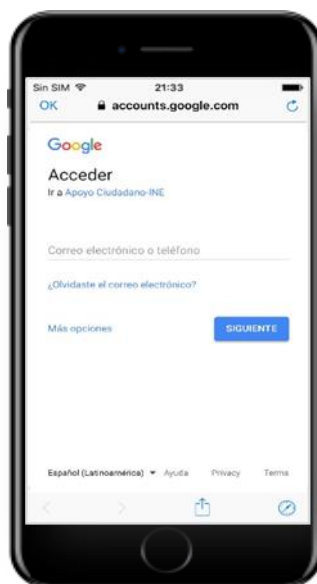 Sin SIM 21:33
OK accounts.google.com
Google
Acceder
Ir a Apoyo Ciudadano-INE
Correo electrónico o teléfono
¿Olvidaste el correo electrónico?
Más opciones SIGUIENTE
Español (Latinoamérica) Ayuda Privacy Terms